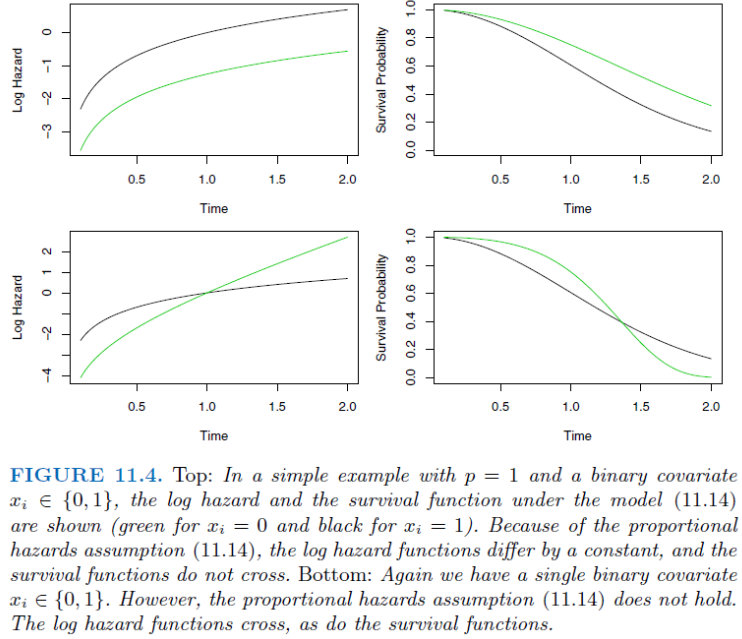 Log Hazard
0
−1
−2
−3
0.5 1.0 1.5 2.0
Time
Survival Probability
1.0
0.8
0.6
0.4
0.2
0.0
0.5 1.0 1.5 2.0
Time
Log Hazard
2
1
0
−2
−4
0.5 1.0 1.5 2.0
Time
Survival Probability
1.0
0.8
0.6
0.4
0.2
0.0
0.5 1.0 1.5 2.0
Time
FIGURE 11.4. Top: In a simple example with p = 1 and a binary covariate
xᵢ ∈ {0, 1}, the log hazard and the survival function under the model (11.14)
are shown (green for xᵢ = 0 and black for xᵢ = 1). Because of the proportional
hazards assumption (11.14), the log hazard functions differ by a constant, and the
survival functions do not cross. Bottom: Again we have a single binary covariate
xᵢ ∈ {0, 1}. However, the proportional hazards assumption (11.14) does not hold.
The log hazard functions cross, as do the survival functions.